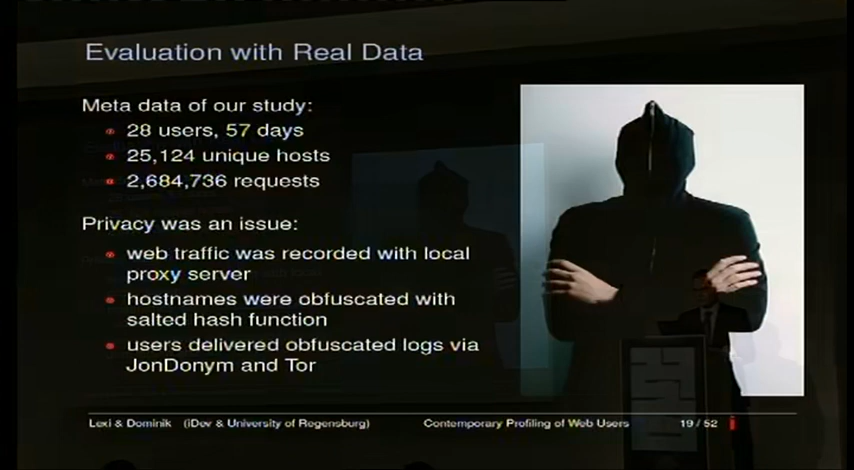 Evaluation with Real Data
Meta data of our study:
28 users, 57 days
25,124 unique hosts
2,684,736 requests
Privacy was an issue:
web traffic was recorded with local
proxy server
hostnames were obfuscated with
salted hash function
users delivered obfuscated logs via
JonDonym and Tor
Lexi & Dominik (iDev & University of Regensburg) Contemporary Profiling of Web Users 19 / 52